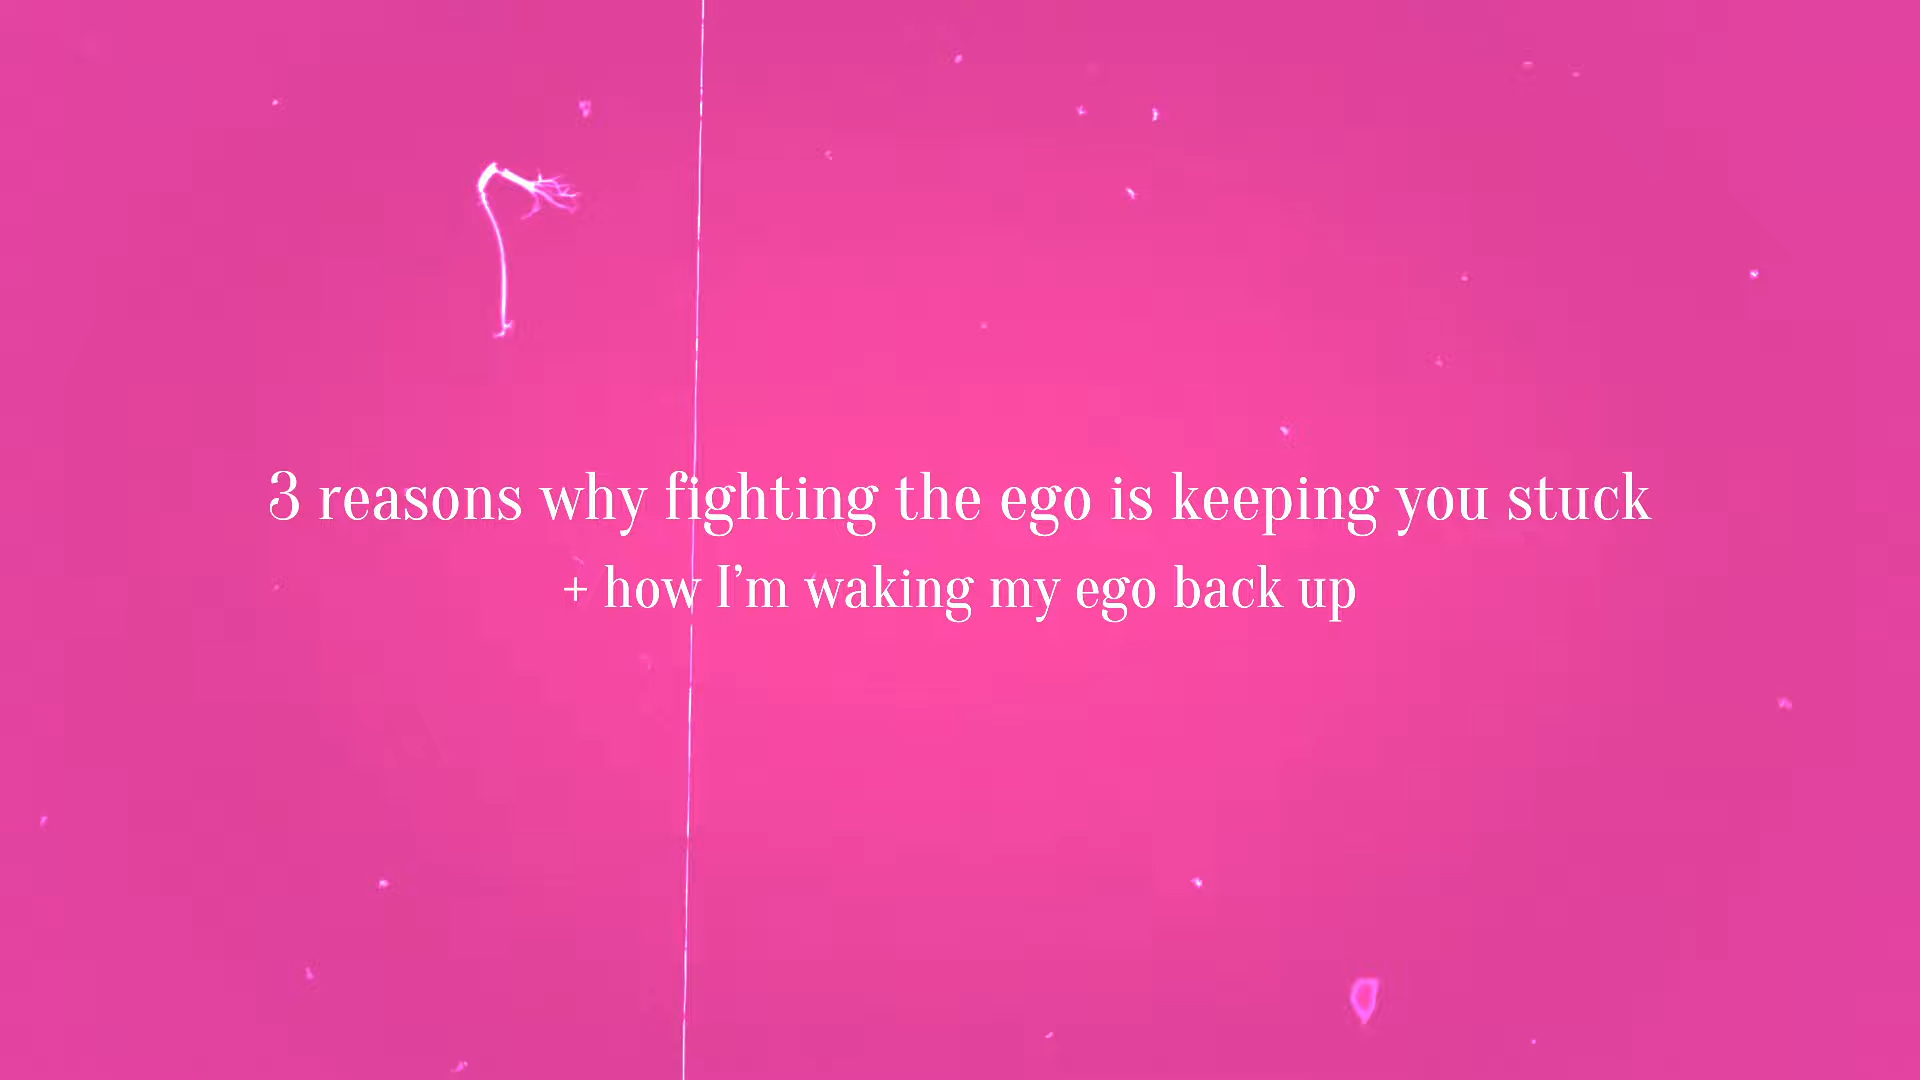 3 reasons why fighting the ego is keeping you stuck
+ how I’m waking my ego back up